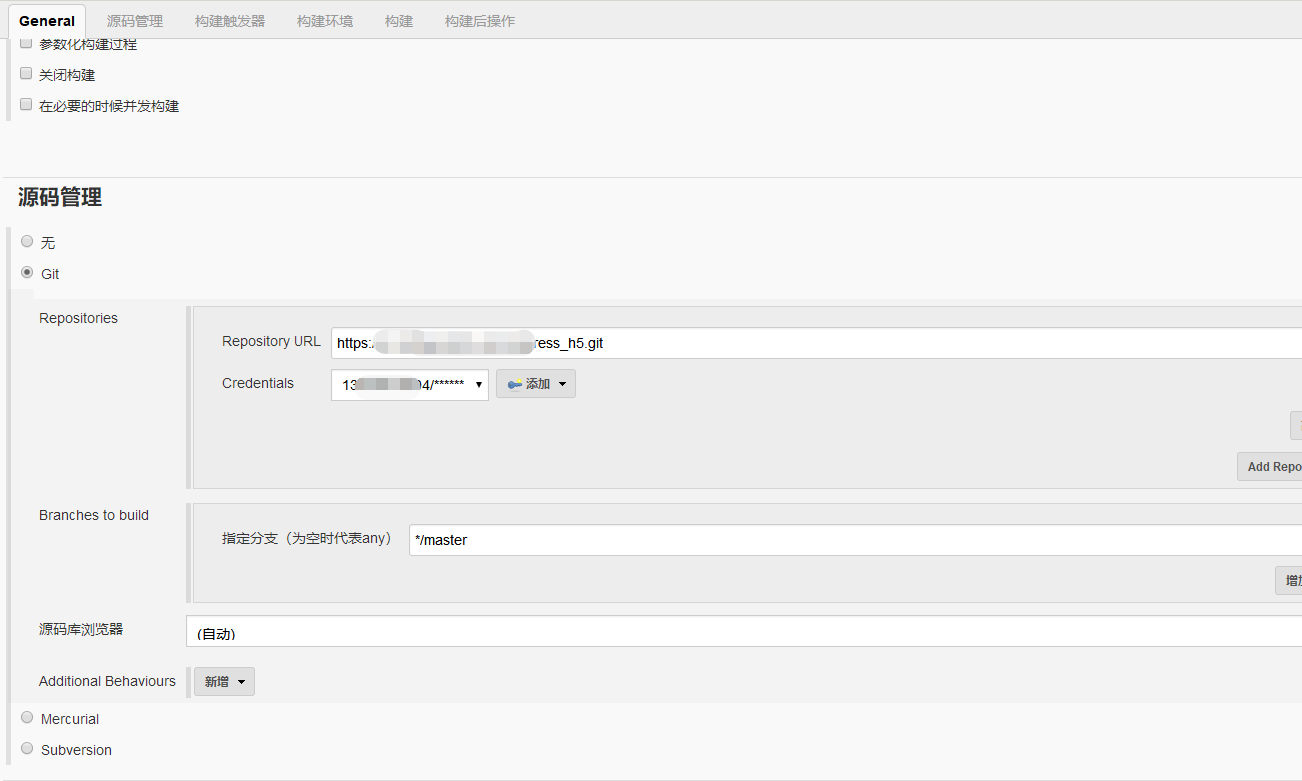 General 源码管理 构建触发器 构建环境 构建 构建后操作
参数化构建过程
关闭构建
在必要的时候并发构建
源码管理
无
Git
Repositories
Repository URL https:/ ress_h5.git
Credentials 13 04/****** 添加
Add Repo
Branches to build
指定分支（为空时代表any） */master
增加
源码库浏览器 (自动)
Additional Behaviours 新增
Mercurial
Subversion